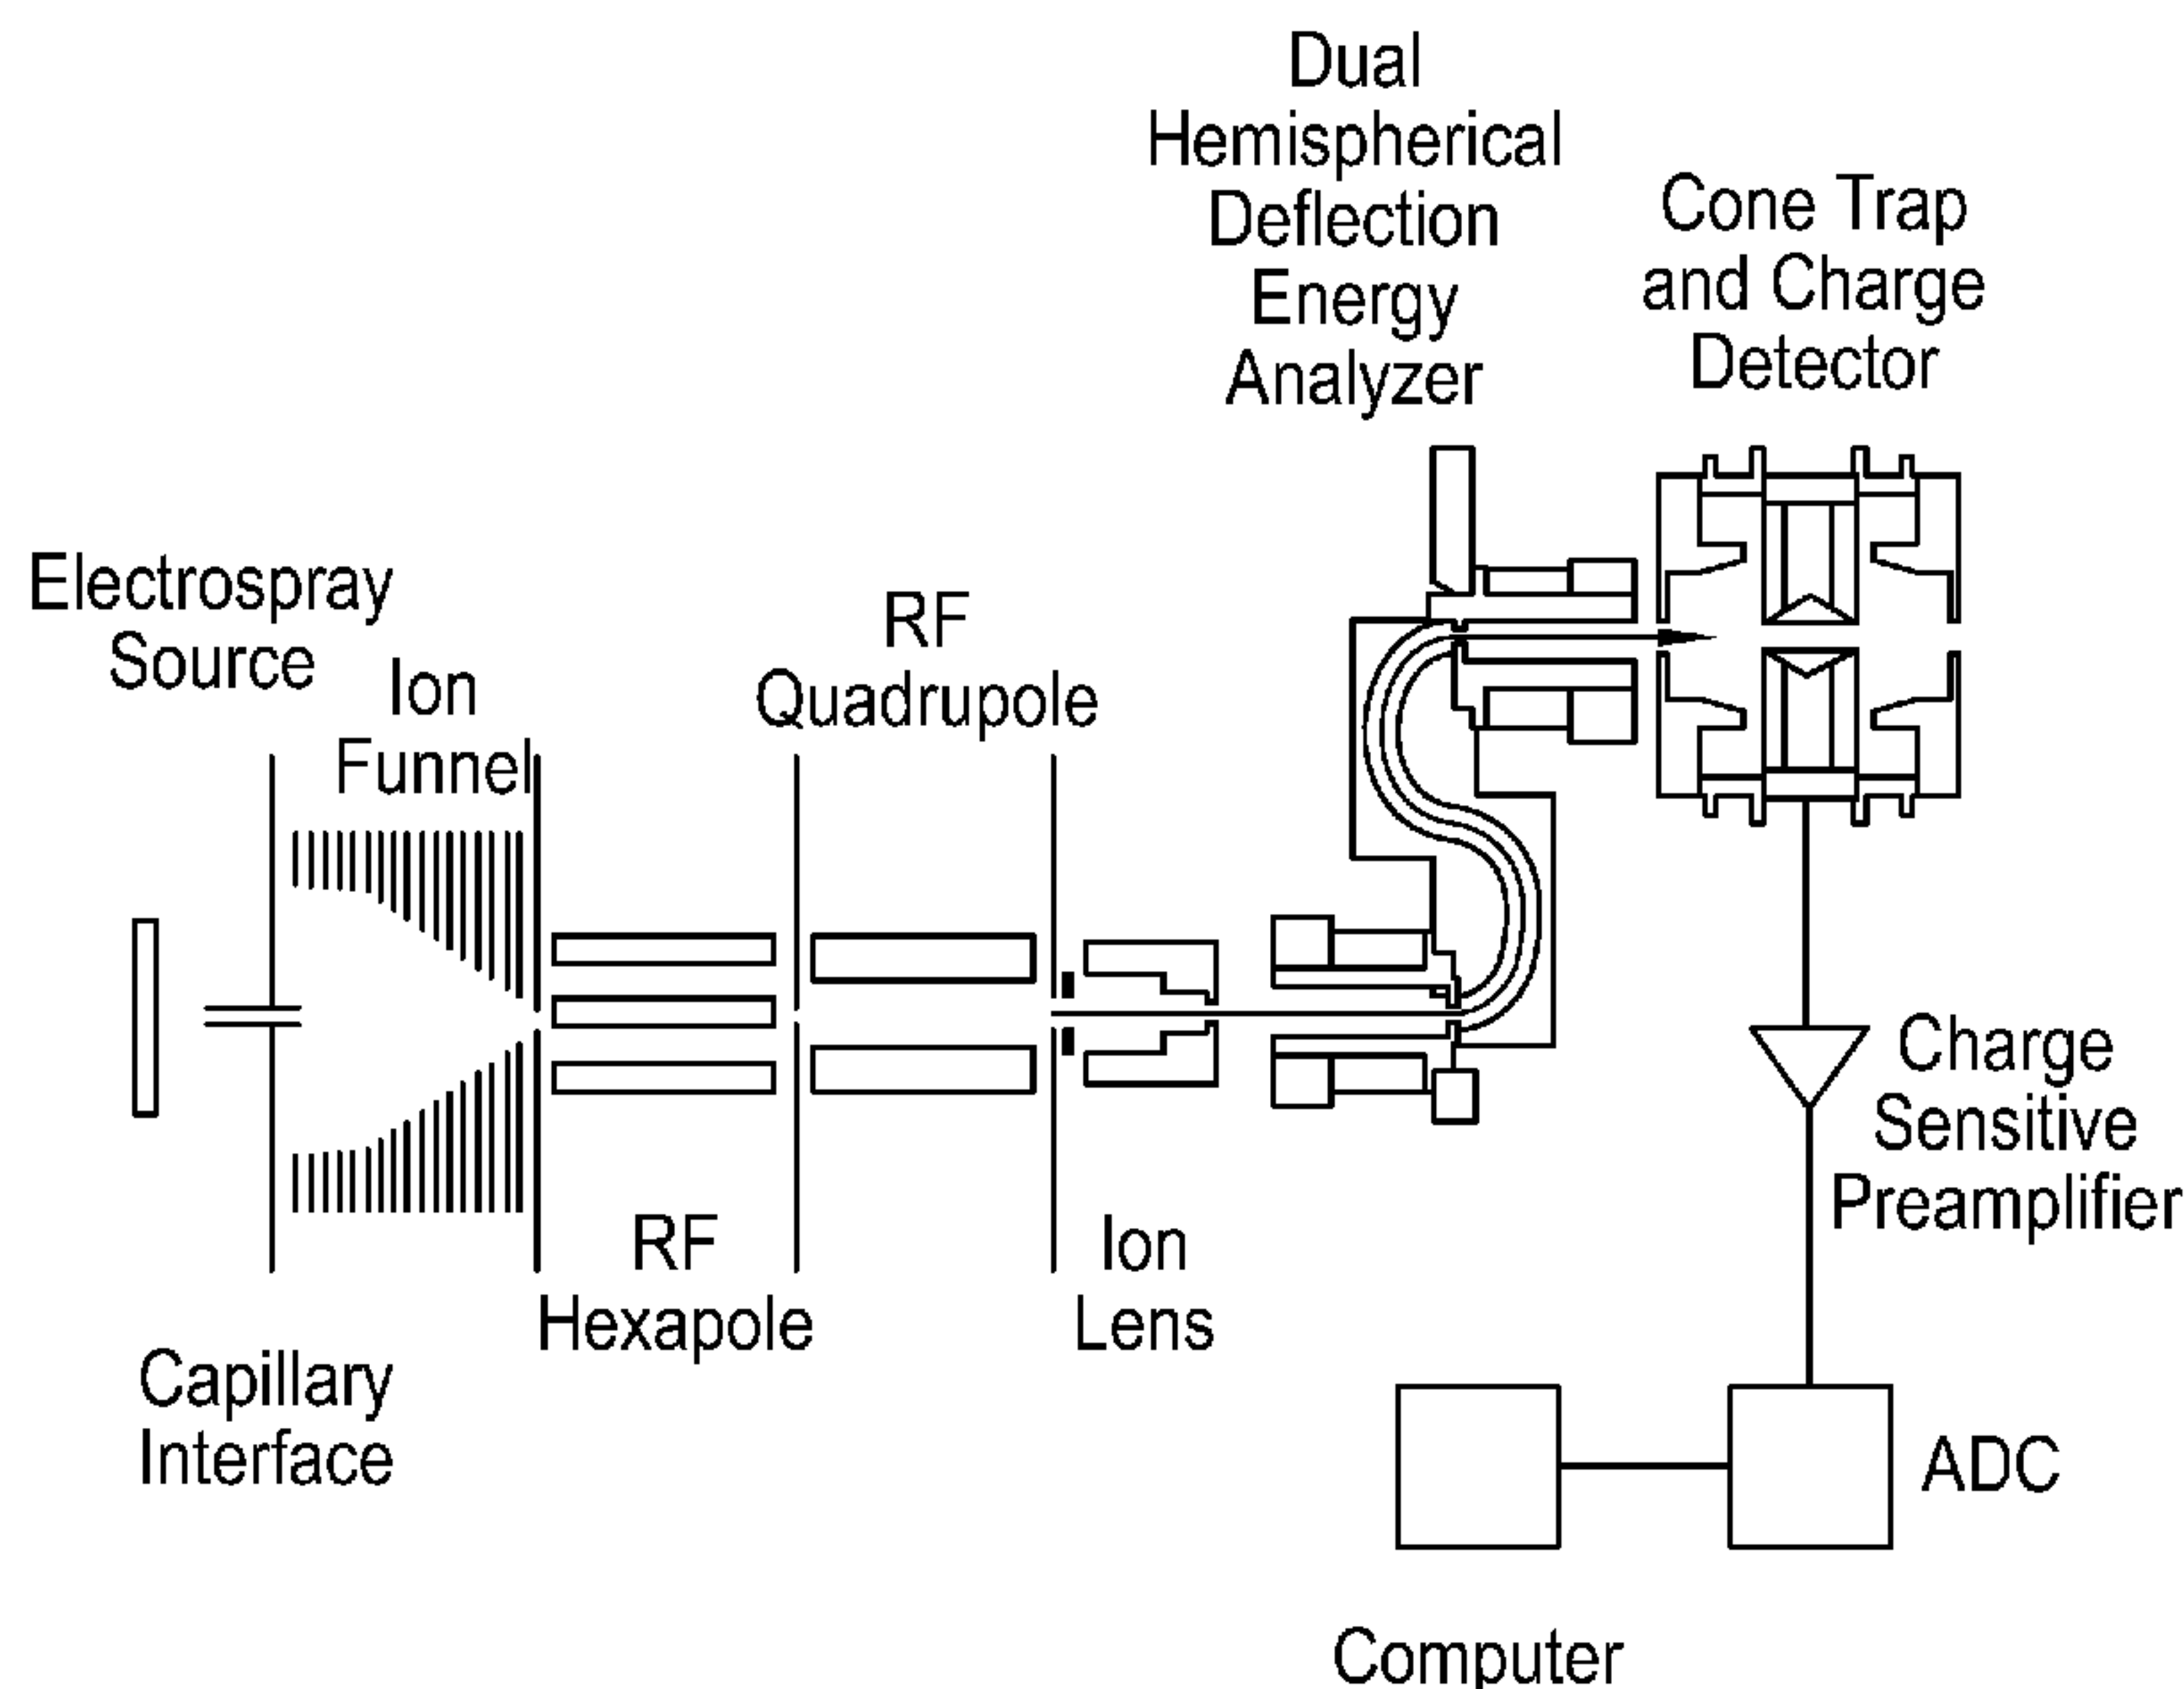 Dual
Hemispherical
Deflection
Energy
Analyzer
Cone Trap
and Charge
Detector
Electrospray
Source
Ion
Funnel
RF
Quadrupole
Charge
Sensitive
Preamplifier
RF
Hexapole
Ion
Lens
Capillary
Interface
ADC
Computer